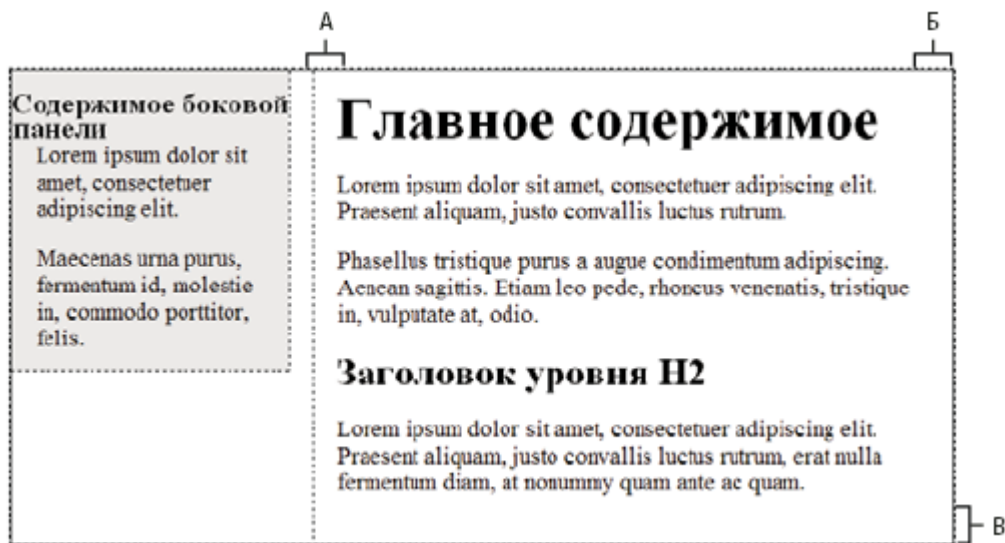 А
Б
Содержимое боковой
панели
Lorem ipsum dolor sit
amet, consectetuer
adipiscing elit.
Maecenas urna purus,
fermentum id, molestie
in, commodo porttitor,
felis.
Главное содержимое
Lorem ipsum dolor sit amet, consectetuer adipiscing elit.
Praesent aliquam, justo convallis luctus rutrum.
Phasellus tristique purus a augue condimentum adipiscing.
Aenean sagittis. Etiam leo pede, rhoncus venenatis, tristique
in, vulputate at, odio.
Заголовок уровня H2
Lorem ipsum dolor sit amet, consectetuer adipiscing elit.
Praesent aliquam, justo convallis luctus rutrum, erat nulla
fermentum diam, at nonummy quam ante ac quam.
В